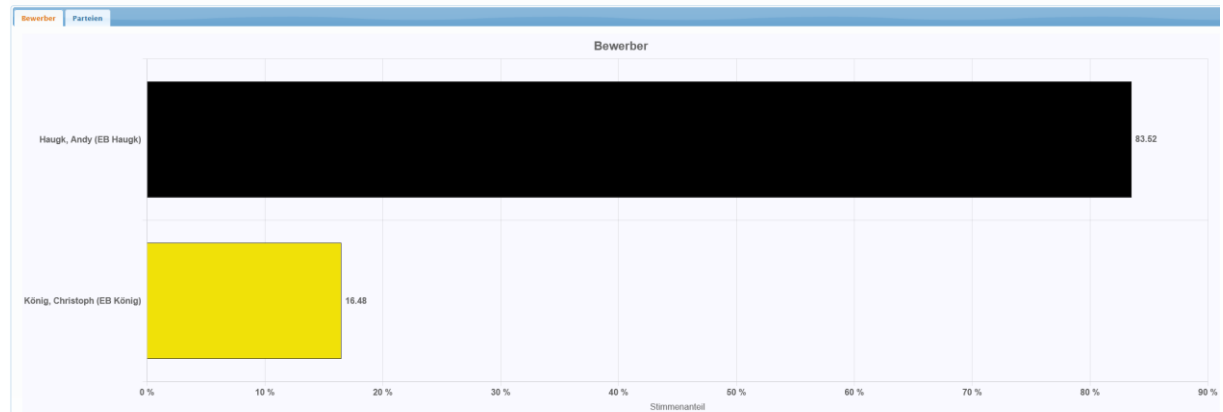 Bewerber Parteien
Bewerber
Haugk, Andy (EB Haugk) 83.52
König, Christoph (EB König) 16.48
0 % 10 % 20 % 30 % 40 % 50 % 60 % 70 % 80 % 90 %
Stimmenanteil